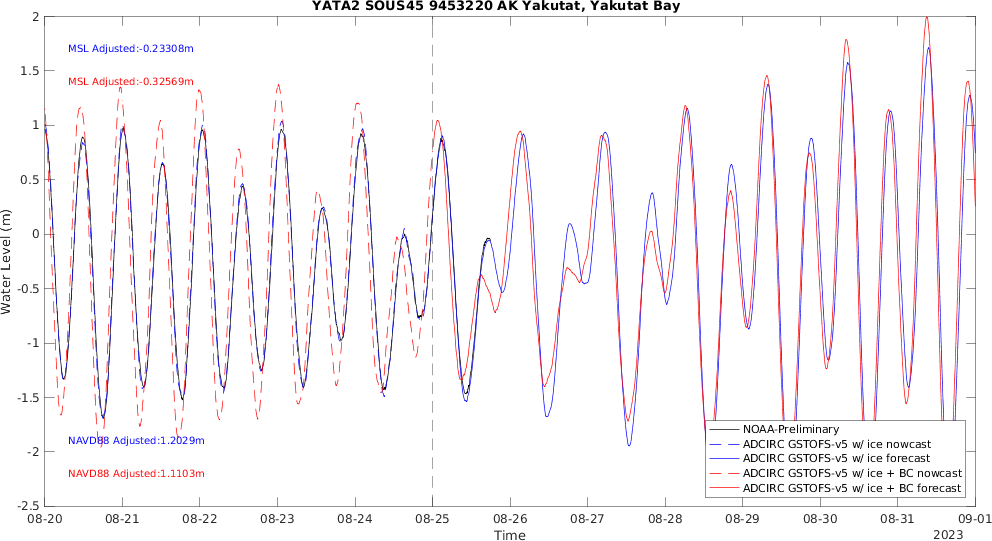 YATA2 SOUS45 9453220 AK Yakutat, Yakutat Bay
2
1.5
1
0.5
0
-0.5
-1
-1.5
-2
-2.5
Water Level (m)
MSL Adjusted:-0.23308m
MSL Adjusted:-0.32569m
NAVD88 Adjusted:1.2029m
NAVD88 Adjusted:1.1103m
NOAA-Preliminary
ADCIRC GSTOFS-v5 w/ ice nowcast
ADCIRC GSTOFS-v5 w/ ice forecast
ADCIRC GSTOFS-v5 w/ ice + BC nowcast
ADCIRC GSTOFS-v5 w/ ice + BC forecast
08-20 08-21 08-22 08-23 08-24 08-25 08-26 08-27 08-28 08-29 08-30 08-31 09-01
Time
2023